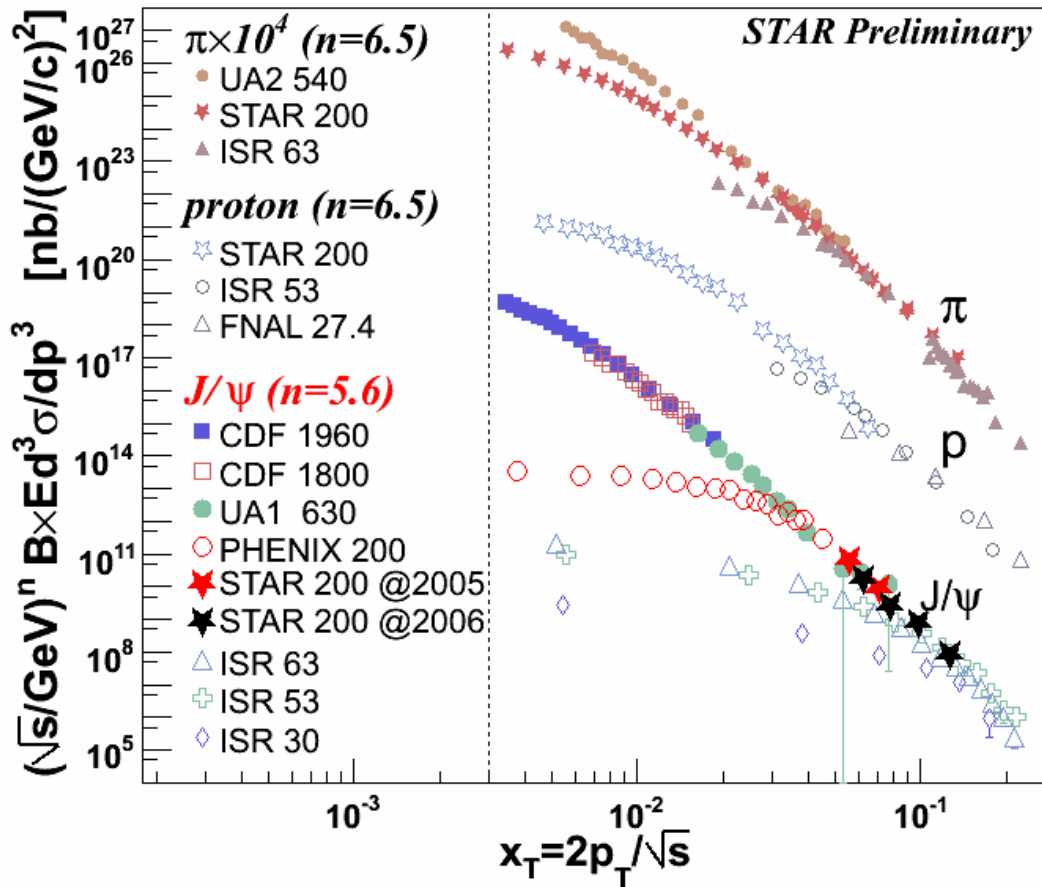 STAR Preliminary
π×10⁴ (n=6.5)
UA2 540
STAR 200
ISR 63
proton (n=6.5)
STAR 200
ISR 53
FNAL 27.4
J/ψ (n=5.6)
CDF 1960
CDF 1800
UA1 630
PHENIX 200
STAR 200 @2005
STAR 200 @2006
ISR 63
ISR 53
ISR 30
π
p
J/ψ
10²⁷
10²⁶
10²³
10²⁰
10¹⁷
10¹⁴
10¹¹
10⁸
10⁵
(√s/GeV)ⁿ B×Ed³σ/dp³ [nb/(GeV/c)²]
10⁻³ 10⁻² 10⁻¹
x_T=2p_T/√s